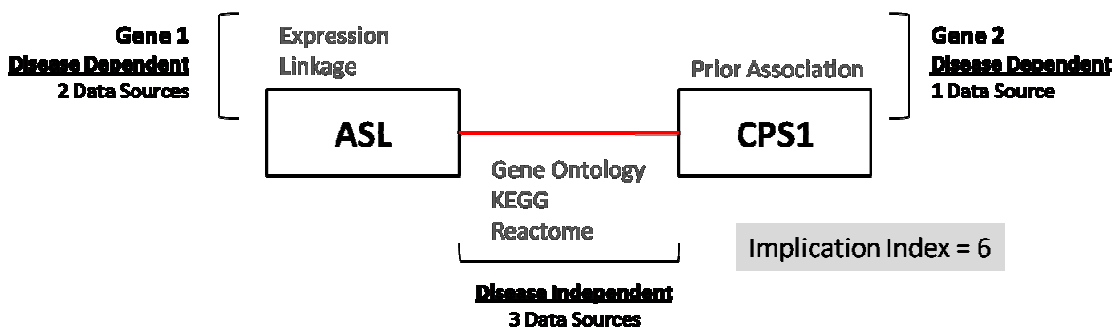 Gene 1
Disease Dependent
2 Data Sources
Expression
Linkage
ASL
Prior Association
CPS1
Gene 2
Disease Dependent
1 Data Source
Gene Ontology
KEGG
Reactome
Implication Index = 6
Disease Independent
3 Data Sources